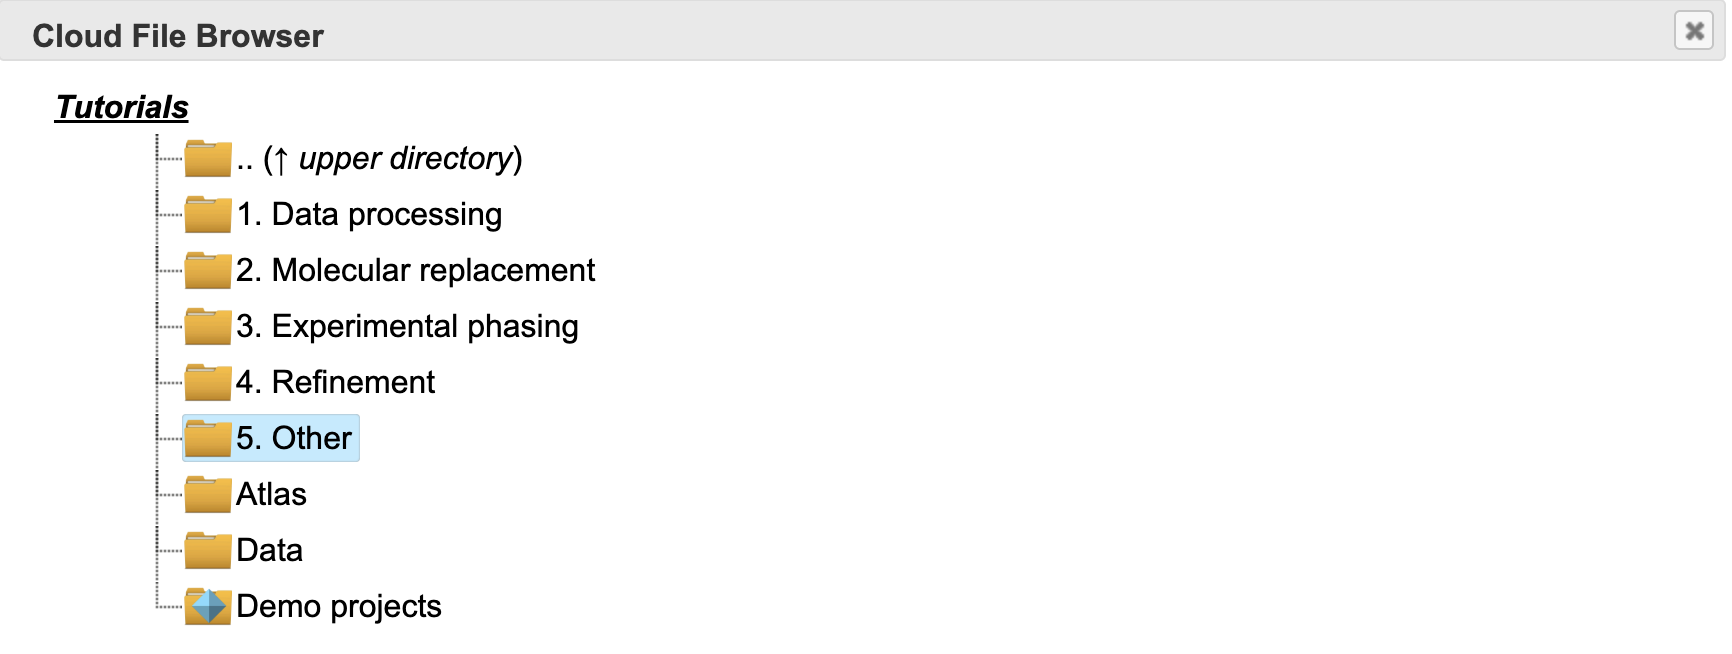 Cloud File Browser
Tutorials
.. (↑ upper directory)
1. Data processing
2. Molecular replacement
3. Experimental phasing
4. Refinement
5. Other
Atlas
Data
Demo projects